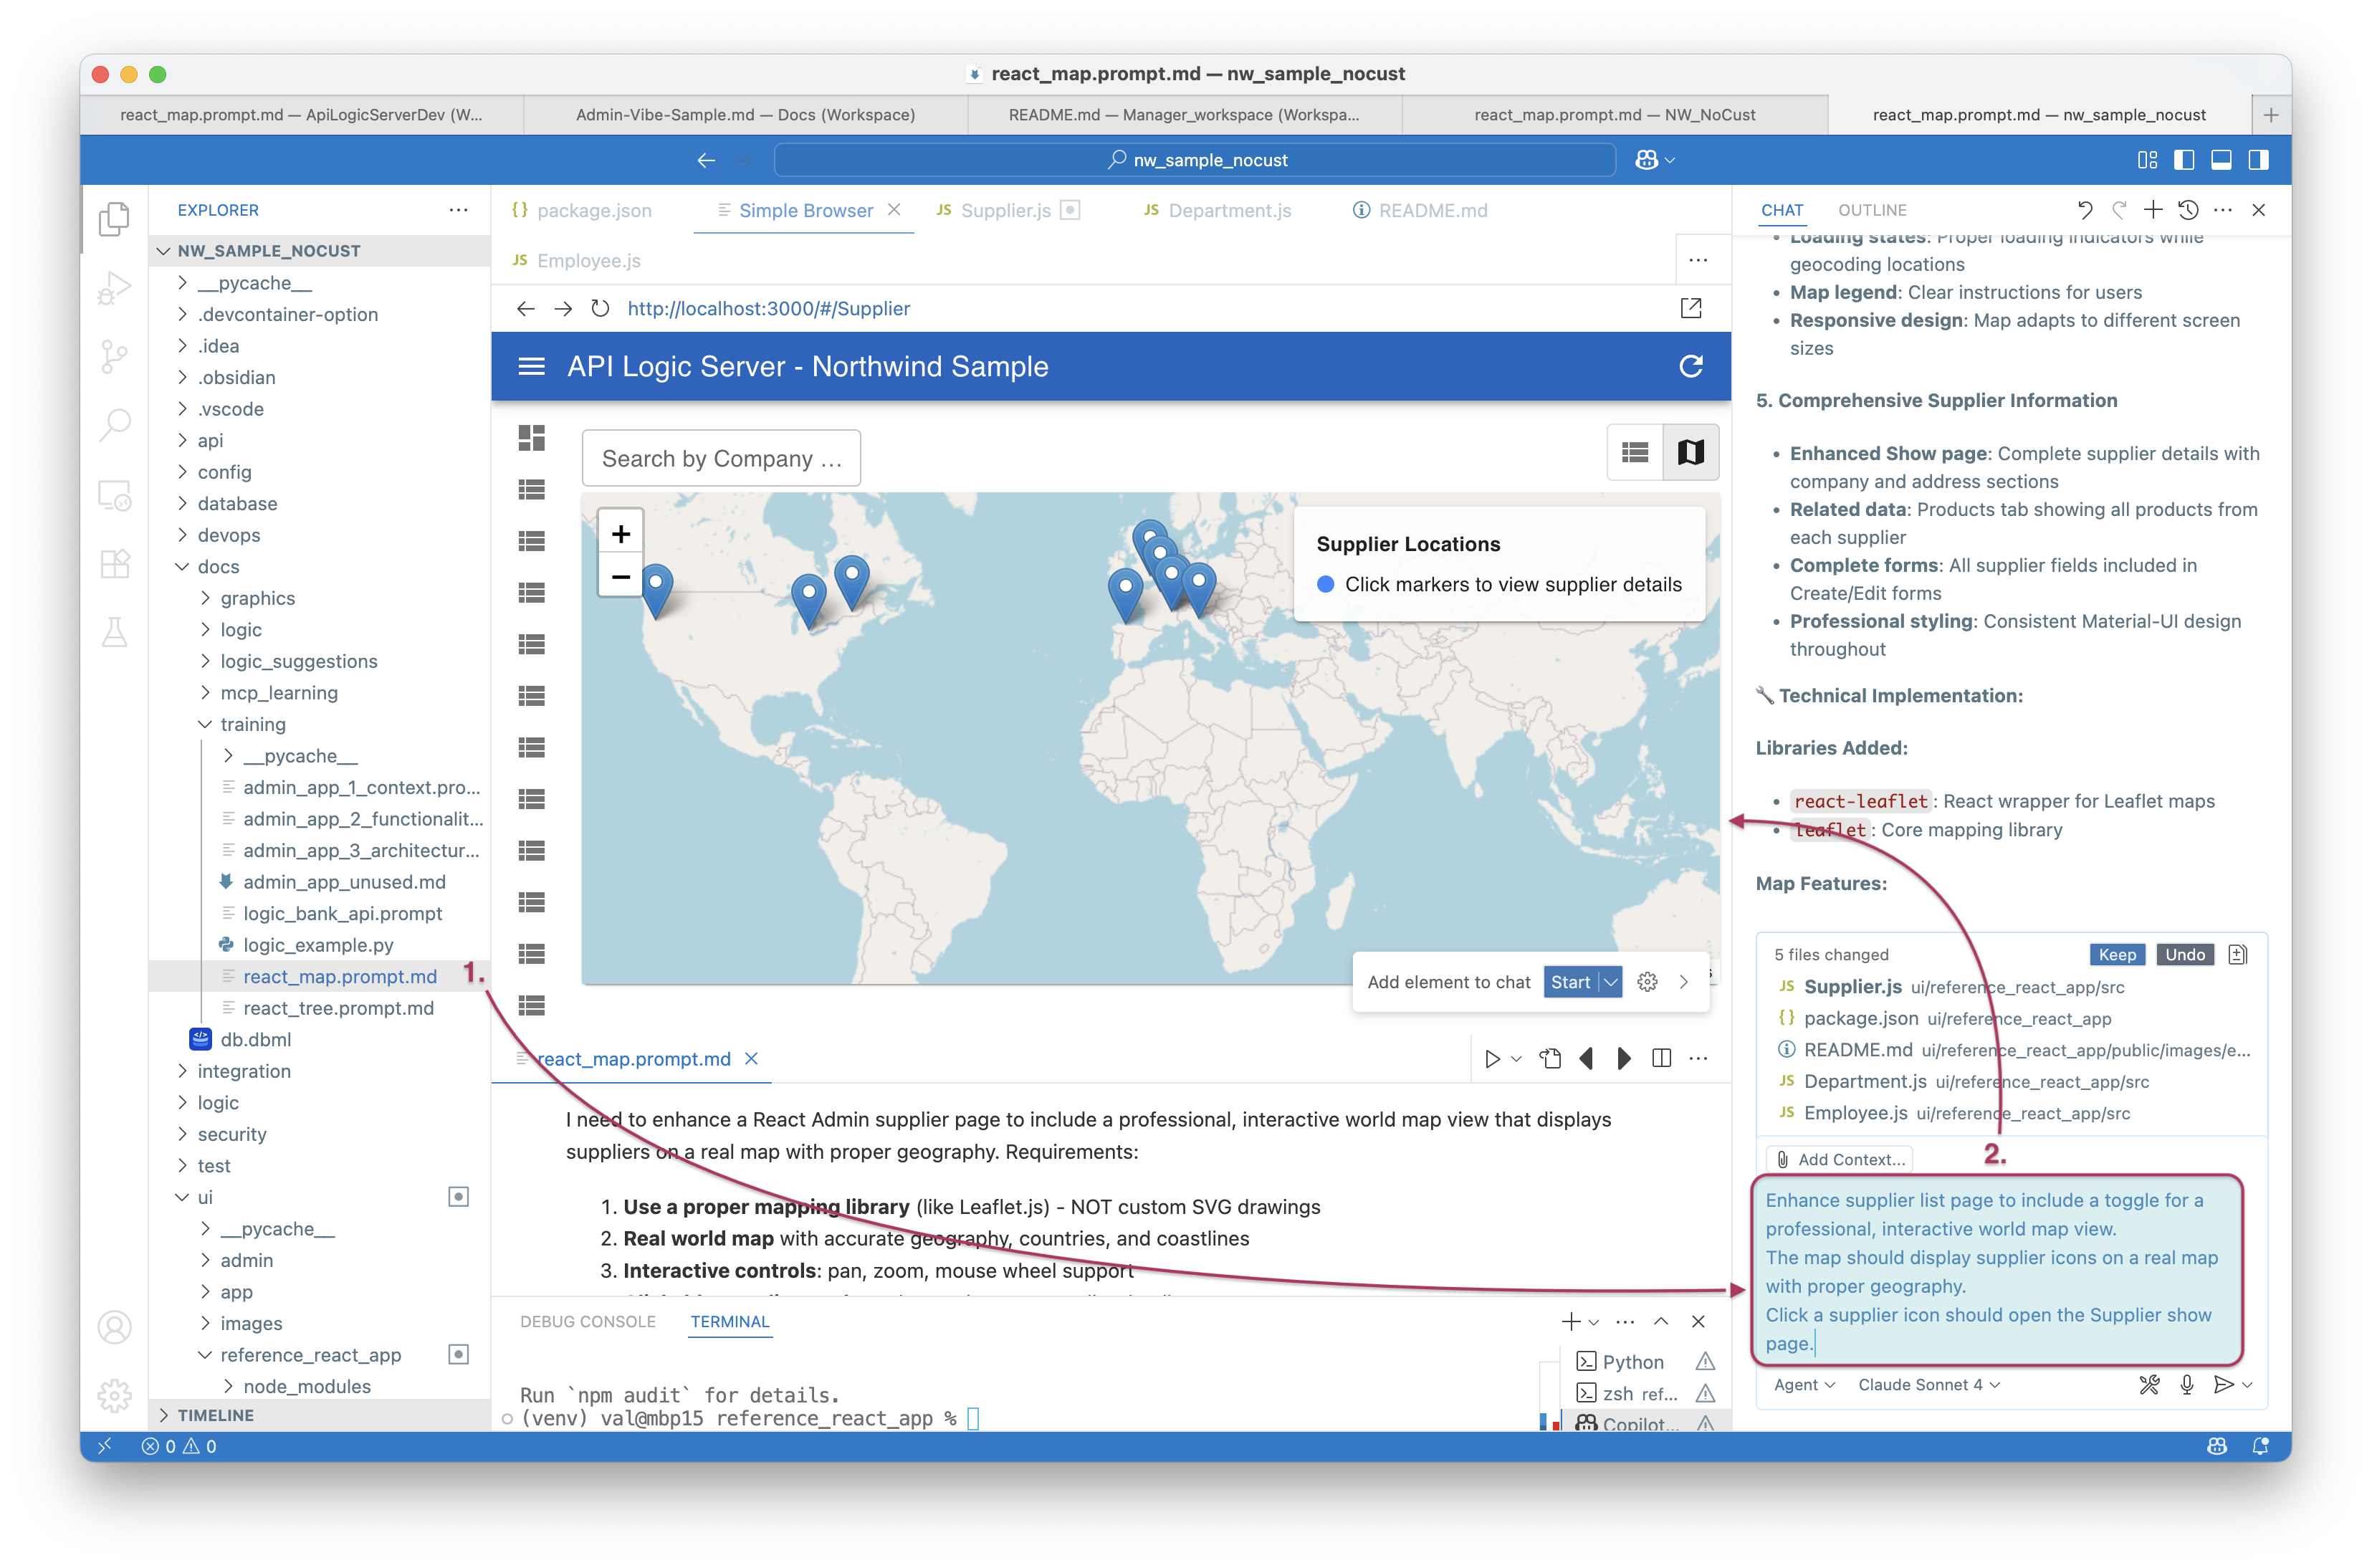 react_map.prompt.md — nw_sample_nocust
react_map.prompt.md — ApiLogicServerDev (W...
Admin-Vibe-Sample.md — Docs (Workspace)
README.md — Manager_workspace (Workspa...
react_map.prompt.md — NW_NoCust
react_map.prompt.md — nw_sample_nocust
nw_sample_nocust
EXPLORER
NW_SAMPLE_NOCUST
__pycache__
.devcontainer-option
.idea
.obsidian
.vscode
api
config
database
devops
docs
graphics
logic
logic_suggestions
mcp_learning
training
__pycache__
admin_app_1_context.pro...
admin_app_2_functionalit...
admin_app_3_architectur...
admin_app_unused.md
logic_bank_api.prompt
logic_example.py
react_map.prompt.md
1.
react_tree.prompt.md
db.dbml
integration
logic
security
test
ui
__pycache__
admin
app
images
reference_react_app
node_modules
TIMELINE
0 0
{} package.json
Simple Browser
JS Supplier.js
JS Department.js
README.md
JS Employee.js
http://localhost:3000/#/Supplier
API Logic Server - Northwind Sample
Search by Company ...
+
−
Supplier Locations
Click markers to view supplier details
Add element to chat Start
react_map.prompt.md
I need to enhance a React Admin supplier page to include a professional, interactive world map view that displays
suppliers on a real map with proper geography. Requirements:
1. Use a proper mapping library (like Leaflet.js) - NOT custom SVG drawings
2. Real world map with accurate geography, countries, and coastlines
3. Interactive controls: pan, zoom, mouse wheel support
DEBUG CONSOLE
TERMINAL
Run `npm audit` for details.
(venv) val@mbp15 reference_react_app %
Python
zsh ref...
Copilot...
CHAT
OUTLINE
Loading states: Proper loading indicators while
geocoding locations
Map legend: Clear instructions for users
Responsive design: Map adapts to different screen
sizes
5. Comprehensive Supplier Information
Enhanced Show page: Complete supplier details with
company and address sections
Related data: Products tab showing all products from
each supplier
Complete forms: All supplier fields included in
Create/Edit forms
Professional styling: Consistent Material-UI design
throughout
Technical Implementation:
Libraries Added:
react-leaflet: React wrapper for Leaflet maps
leaflet: Core mapping library
Map Features:
5 files changed
Keep
Undo
JS Supplier.js ui/reference_react_app/src
{} package.json ui/reference_react_app
README.md ui/reference_react_app/public/images/e...
JS Department.js ui/reference_react_app/src
JS Employee.js ui/reference_react_app/src
Add Context...
2.
Enhance supplier list page to include a toggle for a
professional, interactive world map view.
The map should display supplier icons on a real map
with proper geography.
Click a supplier icon should open the Supplier show
page.
Agent
Claude Sonnet 4